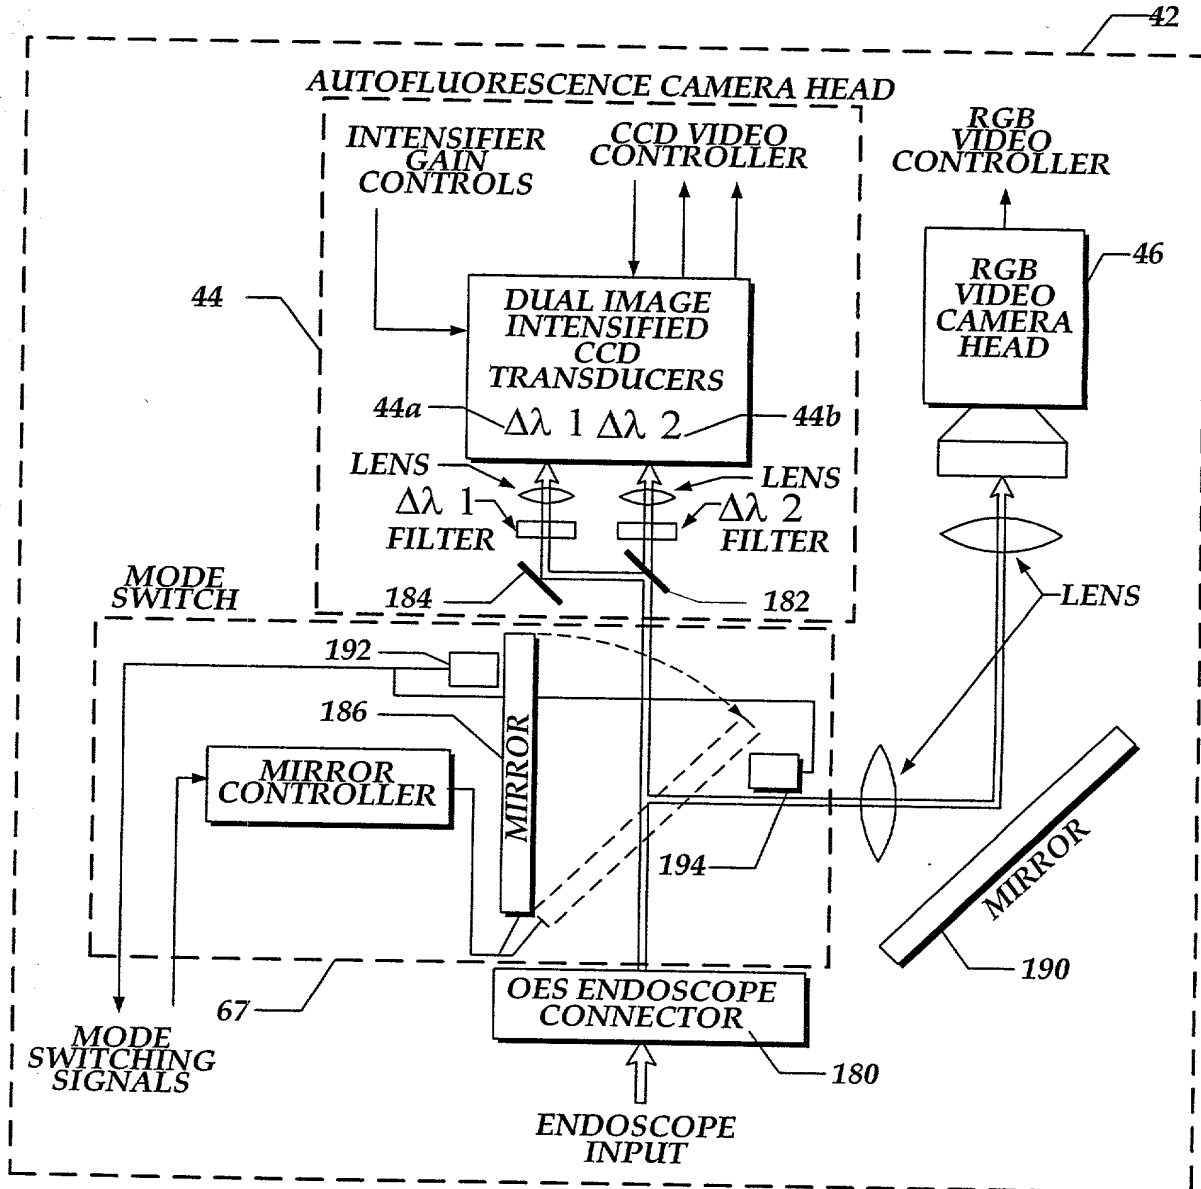 42
AUTOFLUORESCENCE CAMERA HEAD
INTENSIFIER
GAIN
CONTROLS
CCD VIDEO
CONTROLLER
RGB
VIDEO
CONTROLLER
44
DUAL IMAGE
INTENSIFIED
CCD
TRANSDUCERS
44a
Δλ 1 Δλ 2
44b
RGB
VIDEO
CAMERA
HEAD
46
LENS
LENS
Δλ 1
FILTER
Δλ 2
FILTER
184
182
LENS
MODE
SWITCH
192
186
MIRROR
MIRROR
CONTROLLER
194
MIRROR
190
67
OES ENDOSCOPE
CONNECTOR
180
MODE
SWITCHING
SIGNALS
ENDOSCOPE
INPUT